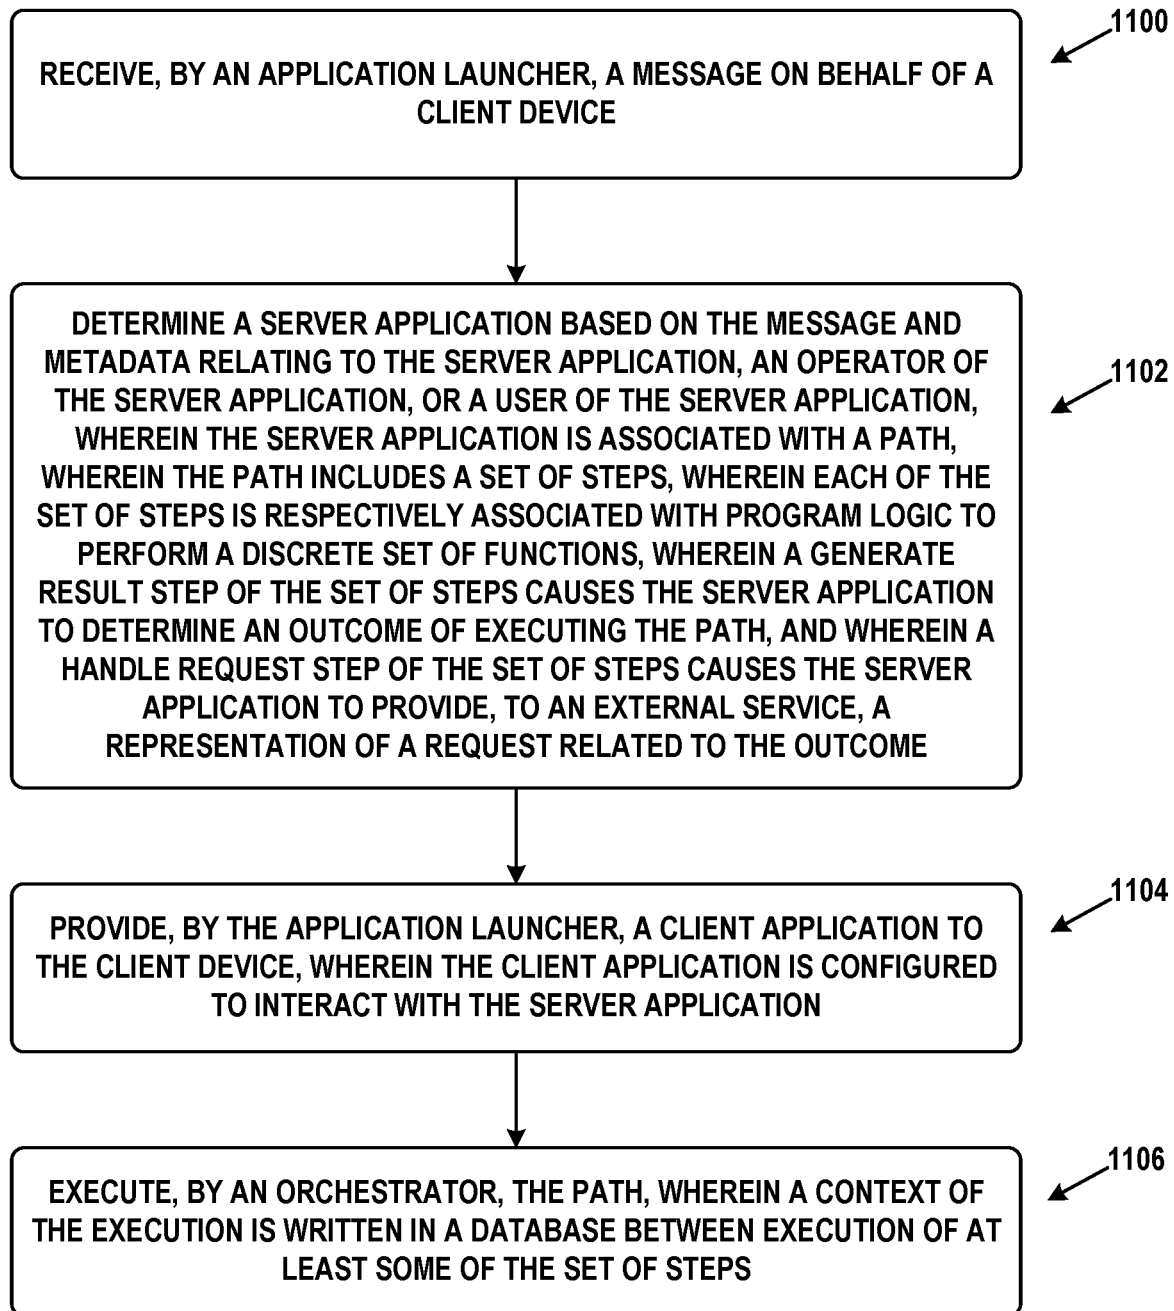 1100
RECEIVE, BY AN APPLICATION LAUNCHER, A MESSAGE ON BEHALF OF A
CLIENT DEVICE
1102
DETERMINE A SERVER APPLICATION BASED ON THE MESSAGE AND
METADATA RELATING TO THE SERVER APPLICATION, AN OPERATOR OF
THE SERVER APPLICATION, OR A USER OF THE SERVER APPLICATION,
WHEREIN THE SERVER APPLICATION IS ASSOCIATED WITH A PATH,
WHEREIN THE PATH INCLUDES A SET OF STEPS, WHEREIN EACH OF THE
SET OF STEPS IS RESPECTIVELY ASSOCIATED WITH PROGRAM LOGIC TO
PERFORM A DISCRETE SET OF FUNCTIONS, WHEREIN A GENERATE
RESULT STEP OF THE SET OF STEPS CAUSES THE SERVER APPLICATION
TO DETERMINE AN OUTCOME OF EXECUTING THE PATH, AND WHEREIN A
HANDLE REQUEST STEP OF THE SET OF STEPS CAUSES THE SERVER
APPLICATION TO PROVIDE, TO AN EXTERNAL SERVICE, A
REPRESENTATION OF A REQUEST RELATED TO THE OUTCOME
1104
PROVIDE, BY THE APPLICATION LAUNCHER, A CLIENT APPLICATION TO
THE CLIENT DEVICE, WHEREIN THE CLIENT APPLICATION IS CONFIGURED
TO INTERACT WITH THE SERVER APPLICATION
1106
EXECUTE, BY AN ORCHESTRATOR, THE PATH, WHEREIN A CONTEXT OF
THE EXECUTION IS WRITTEN IN A DATABASE BETWEEN EXECUTION OF AT
LEAST SOME OF THE SET OF STEPS